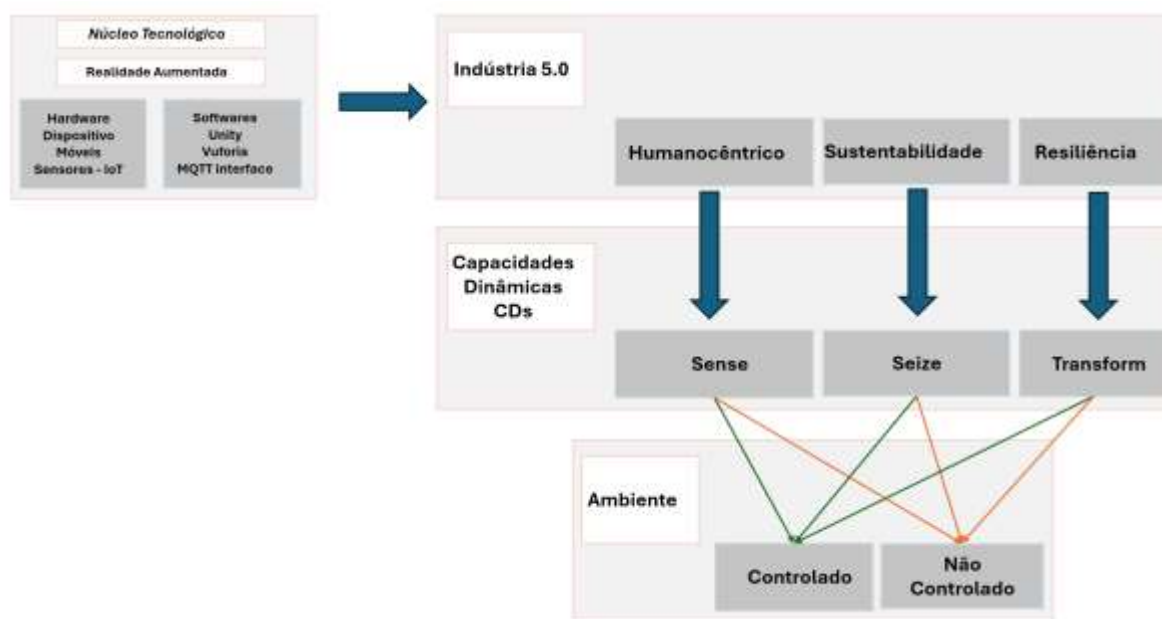 Núcleo Tecnológico
Realidade Aumentada
Hardware
Dispositivo
Móveis
Sensores - IoT
Softwares
Unity
Vuforia
MQTT Interface
Indústria 5.0
Humanocêntrico
Sustentabilidade
Resiliência
Capacidades
Dinâmicas
CDs
Sense
Seize
Transform
Ambiente
Controlado
Não
Controlado